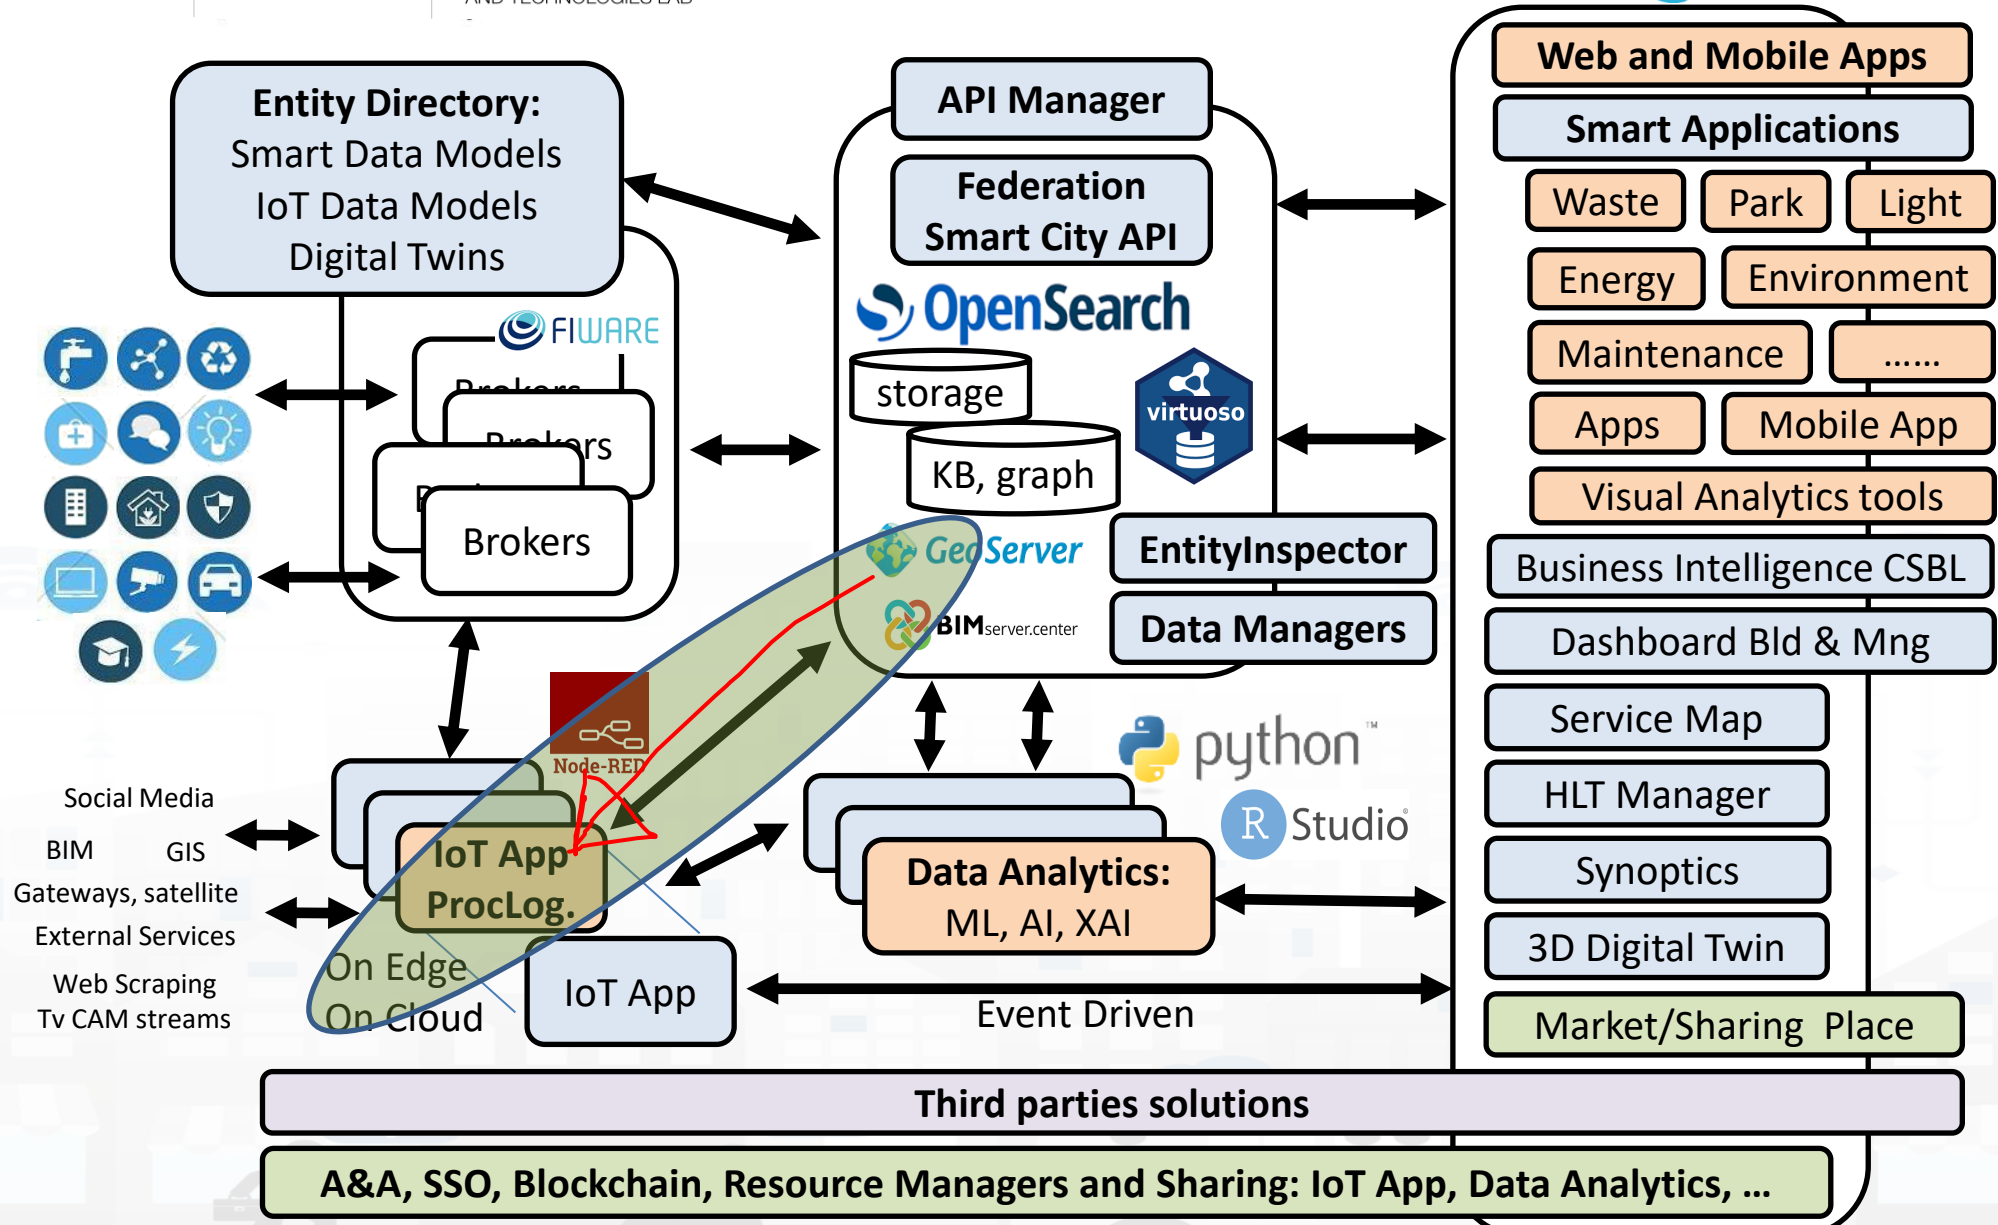 AND TECHNOLOGIES LAB
Entity Directory:
Smart Data Models
IoT Data Models
Digital Twins
FIWARE
Brokers
Brokers
Brokers
Social Media
BIM
GIS
Gateways, satellite
External Services
Web Scraping
Tv CAM streams
Node-RED
IoT App
ProcLog.
On Edge
On Cloud
IoT App
API Manager
Federation
Smart City API
OpenSearch
storage
virtuoso
KB, graph
GeoServer
BIMserver.center
EntityInspector
Data Managers
python™
R Studio
Data Analytics:
ML, AI, XAI
Event Driven
Web and Mobile Apps
Smart Applications
Waste
Park
Light
Energy
Environment
Maintenance
......
Apps
Mobile App
Visual Analytics tools
Business Intelligence CSBL
Dashboard Bld & Mng
Service Map
HLT Manager
Synoptics
3D Digital Twin
Market/Sharing Place
Third parties solutions
A&A, SSO, Blockchain, Resource Managers and Sharing: IoT App, Data Analytics, ...